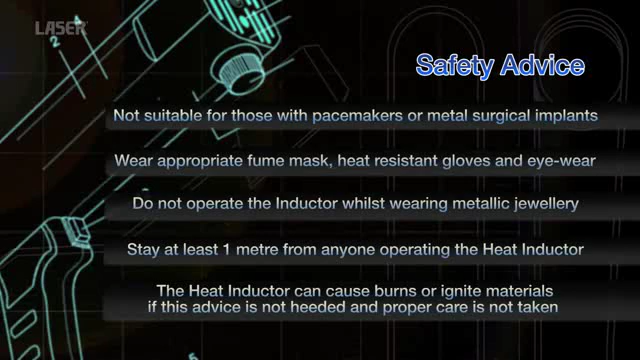 LASER
2
4
Safety Advice
Not suitable for those with pacemakers or metal surgical implants
Wear appropriate fume mask, heat resistant gloves and eye-wear
Do not operate the Inductor whilst wearing metallic jewellery
Stay at least 1 metre from anyone operating the Heat Inductor
The Heat Inductor can cause burns or ignite materials
if this advice is not heeded and proper care is not taken
5